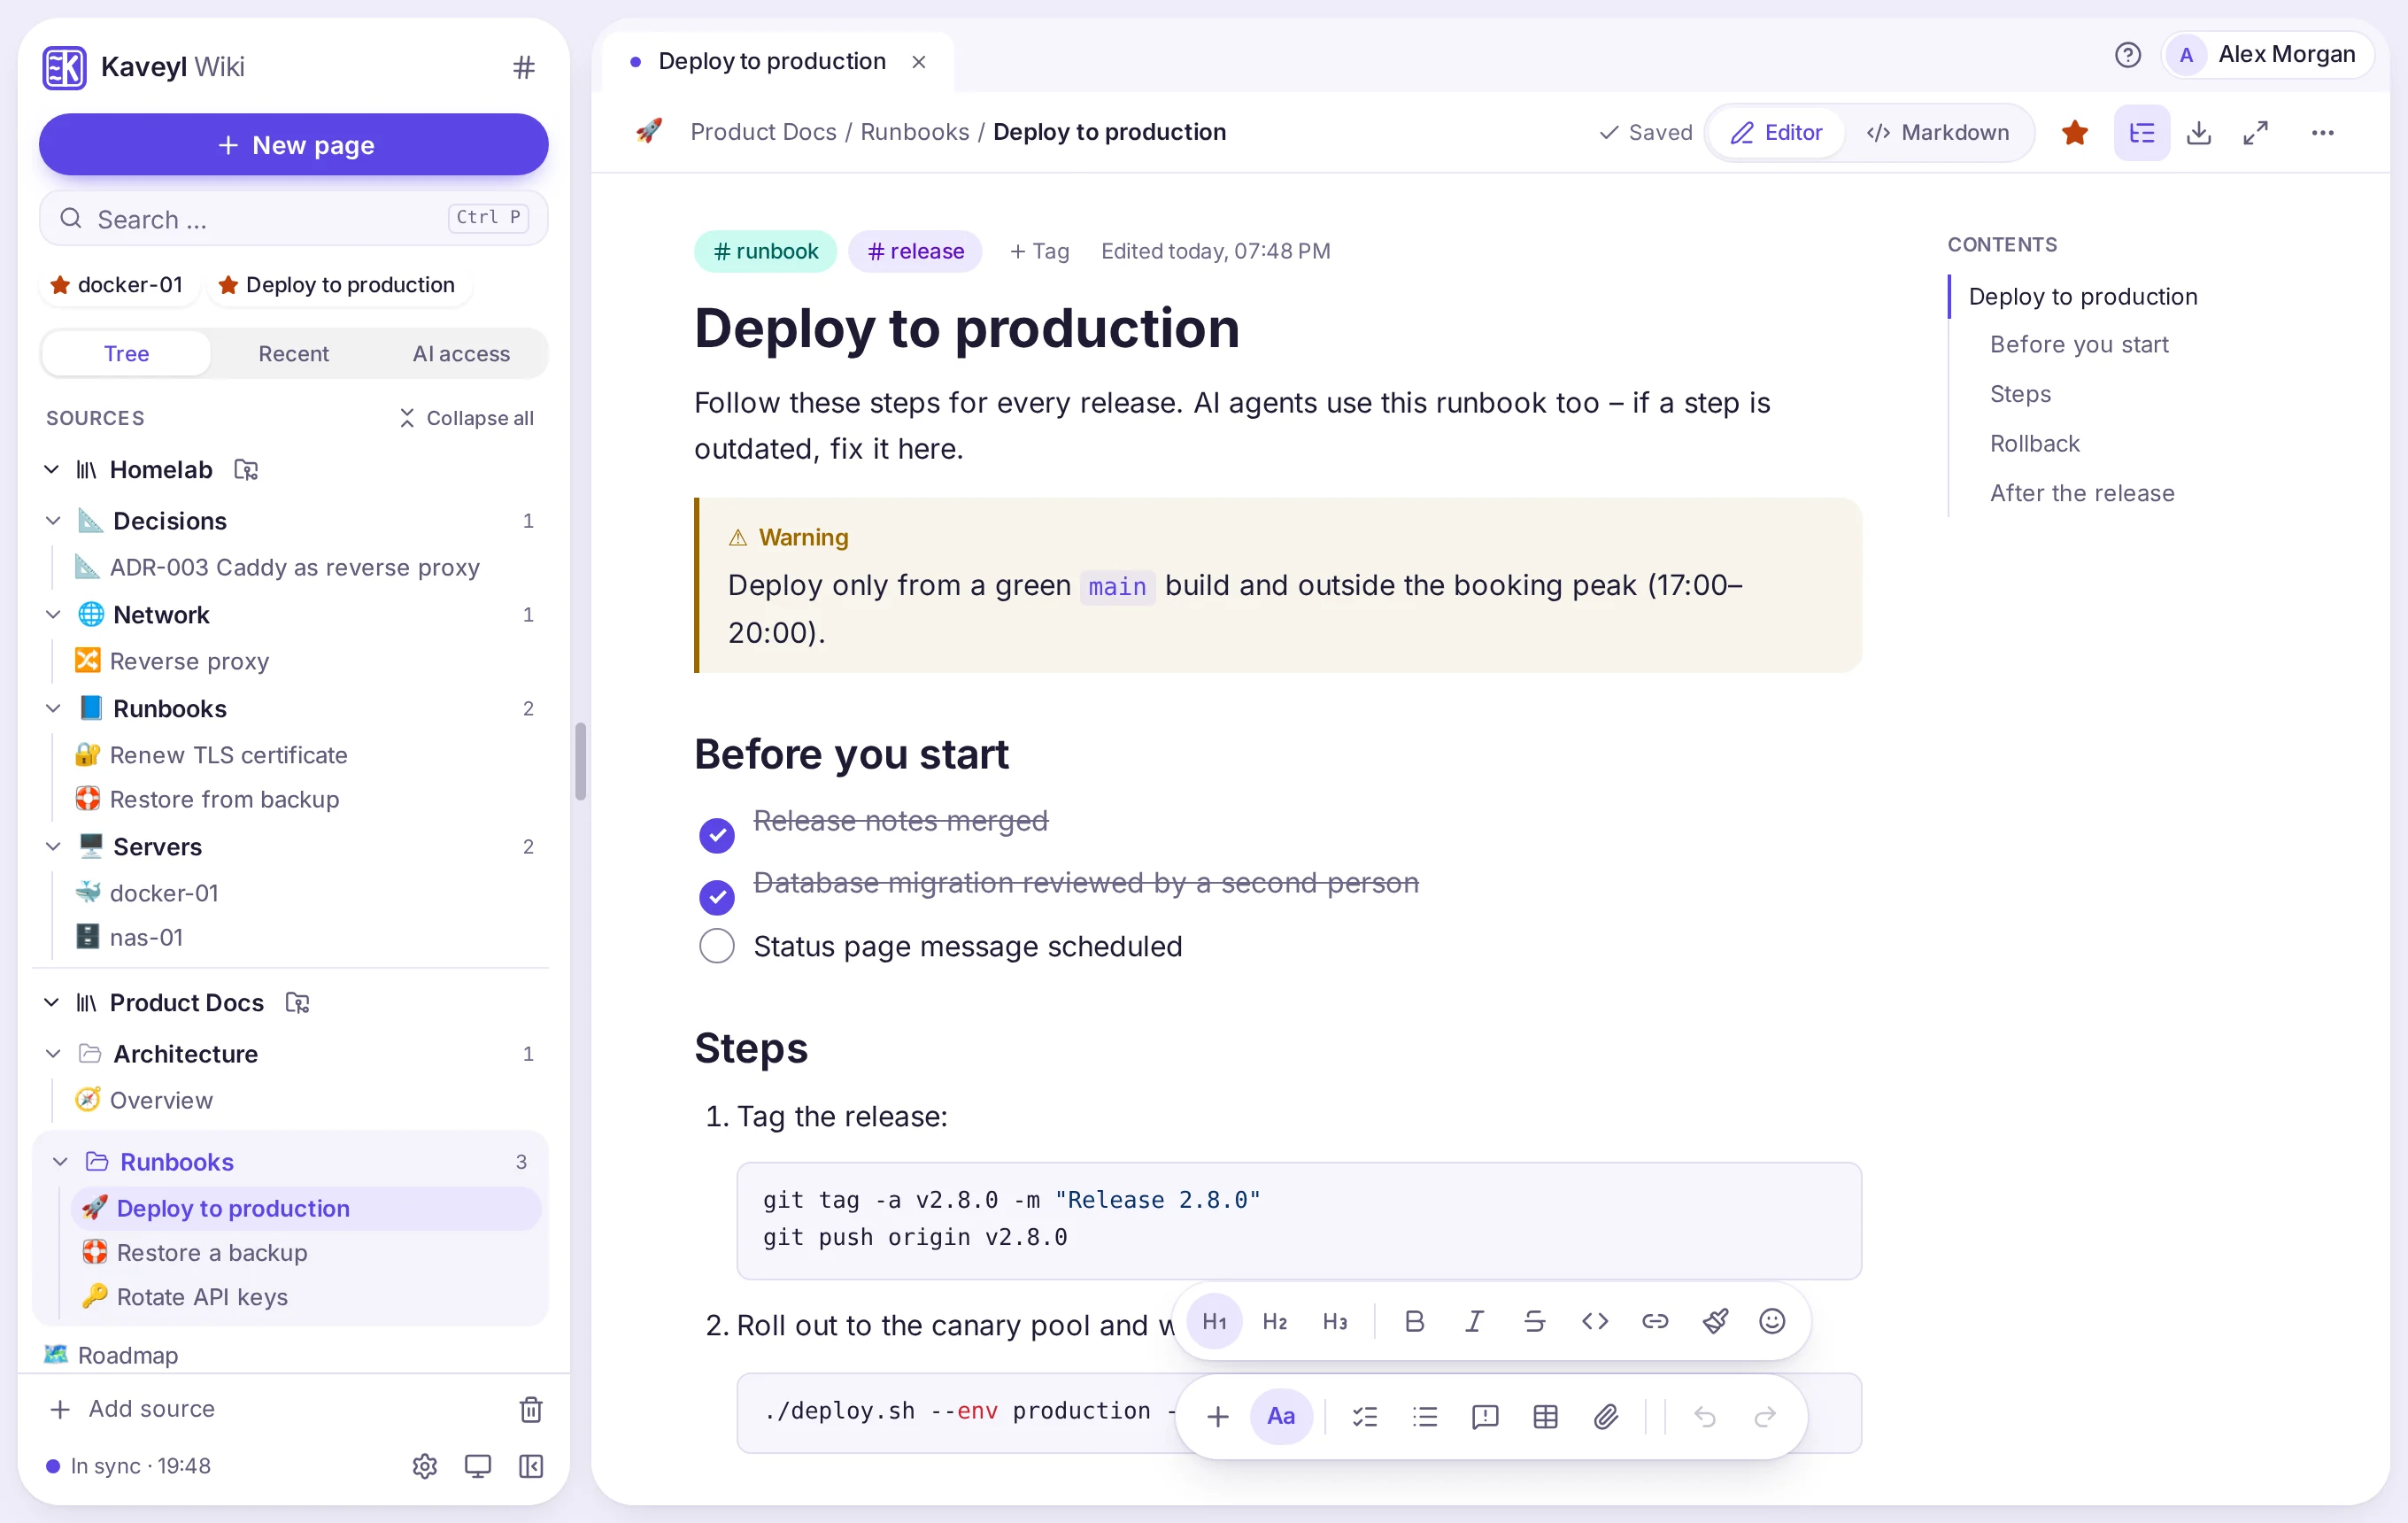 Kaveyl Wiki
New page
Search ...
Ctrl P
docker-01
Deploy to production
Tree
Recent
AI access
SOURCES
Collapse all
Homelab
Decisions
1
ADR-003 Caddy as reverse proxy
Network
1
Reverse proxy
Runbooks
2
Renew TLS certificate
Restore from backup
Servers
2
docker-01
nas-01
Product Docs
Architecture
1
Overview
Runbooks
3
Deploy to production
Restore a backup
Rotate API keys
Roadmap
Add source
In sync · 19:48
Deploy to production
A
Alex Morgan
Product Docs / Runbooks / Deploy to production
Saved
Editor
Markdown
# runbook
# release
+ Tag
Edited today, 07:48 PM
Deploy to production
Follow these steps for every release. AI agents use this runbook too – if a step is
outdated, fix it here.
⚠ Warning
Deploy only from a green main build and outside the booking peak (17:00–
20:00).
Before you start
Release notes merged
Database migration reviewed by a second person
Status page message scheduled
Steps
1. Tag the release:
git tag -a v2.8.0 -m "Release 2.8.0"
git push origin v2.8.0
2. Roll out to the canary pool and
./deploy.sh --env production
H1
H2
H3
B
I
S
Aa
CONTENTS
Deploy to production
Before you start
Steps
Rollback
After the release